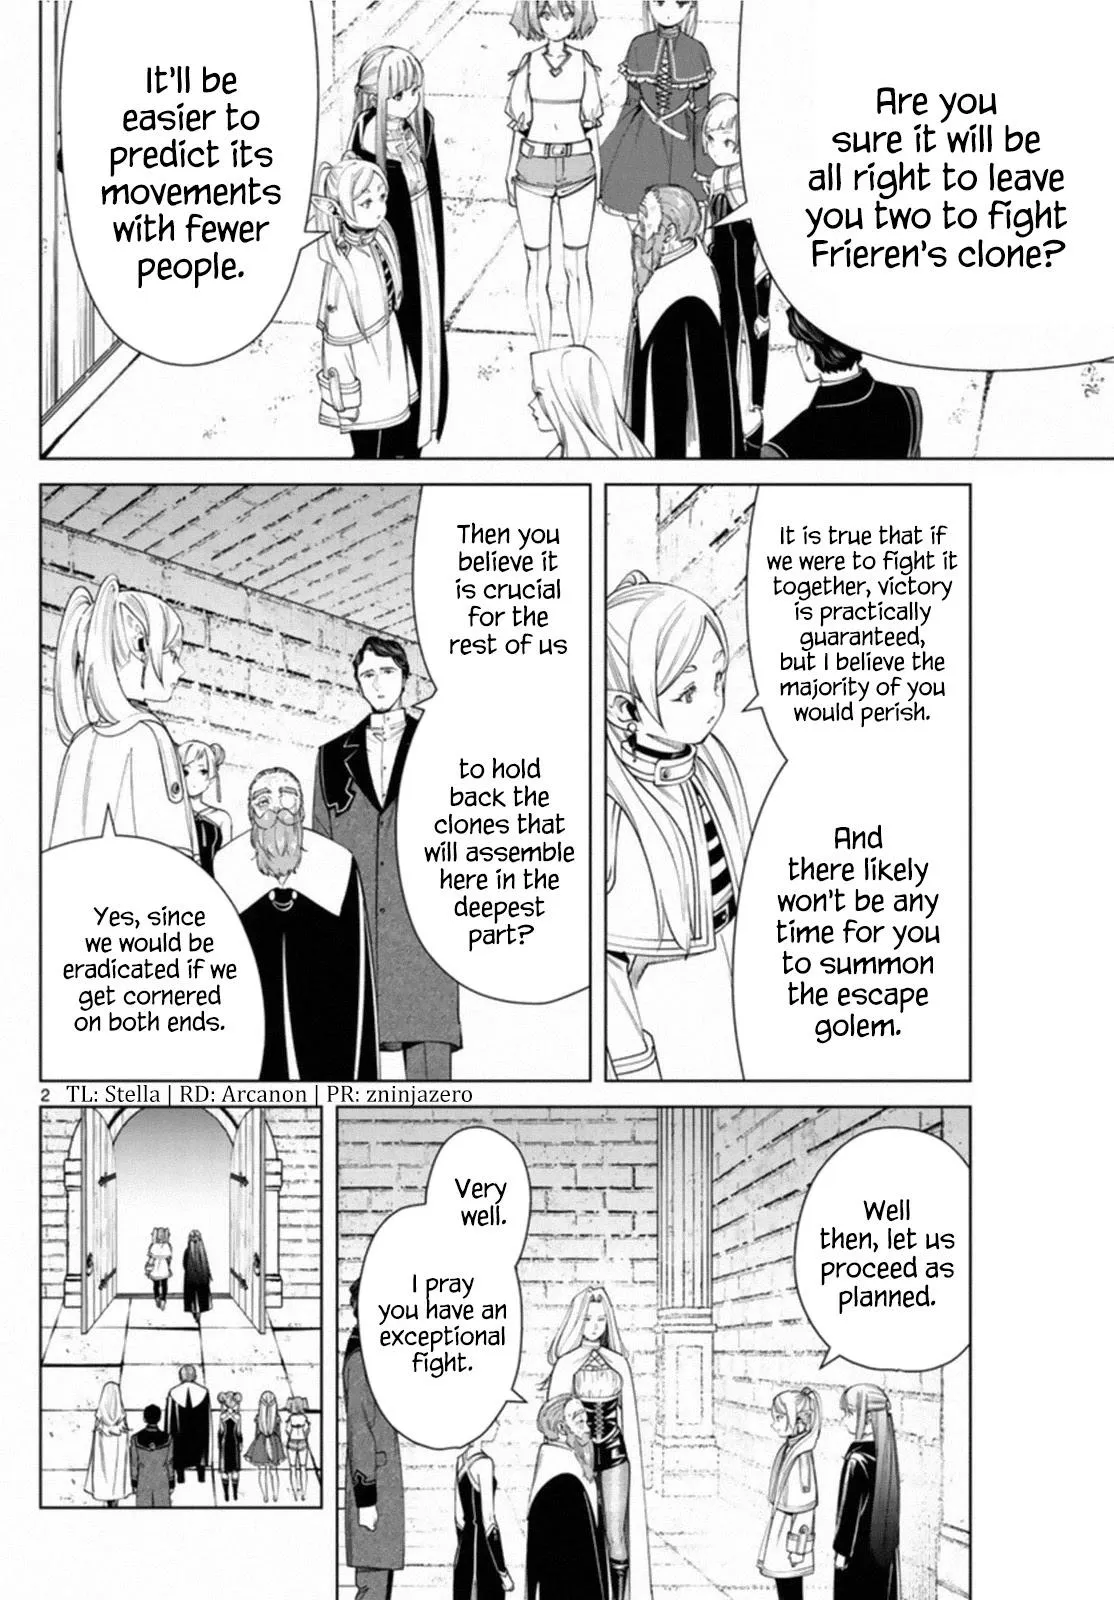 Are you
sure it will be
all right to leave
you two to fight
Frieren's clone?
It'll be
easier to
predict its
movements
with fewer
people.
It is true that if
we were to fight it
together, victory
is practically
guaranteed,
but I believe the
majority of you
would perish.
And
there likely
won't be any
time for you
to summon
the escape
golem.
Then you
believe it
is crucial
for the
rest of us
to hold
back the
clones that
will assemble
here in the
deepest
part?
Yes, since
we would be
eradicated if we
get cornered
on both ends.
2
TL: Stella | RD: Arcanon | PR: zninjazero
Well
then, let us
proceed as
planned.
Very
well.
I pray
you have an
exceptional
fight.